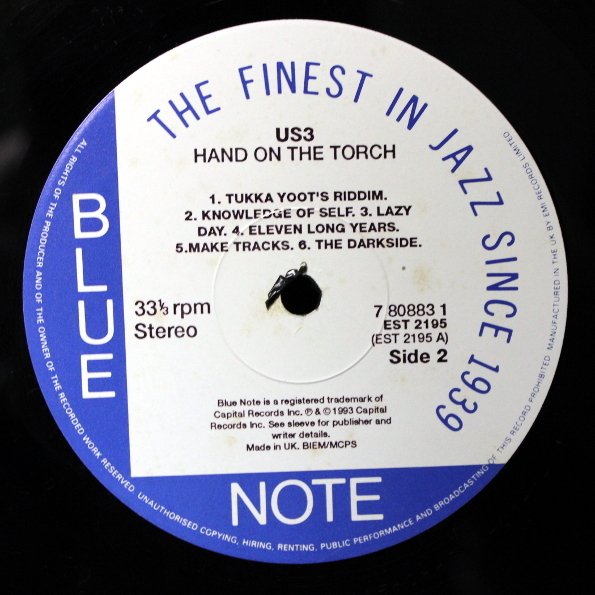 THE FINEST IN JAZZ SINCE 1939
US3
HAND ON THE TORCH
1. TUKKA YOOT'S RIDDIM.
2. KNOWLEDGE OF SELF. 3. LAZY
DAY. 4. ELEVEN LONG YEARS.
5.MAKE TRACKS. 6. THE DARKSIDE.
33⅓ rpm
Stereo
7 80883 1
EST 2195
(EST 2195 A)
Side 2
Blue Note is a registered trademark of
Capital Records Inc. ℗ & © 1993 Capital
Records Inc. See sleeve for publisher and
writer details.
Made in UK. BIEM/MCPS
BLUE
NOTE
ALL RIGHTS OF THE PRODUCER AND OF THE OWNER OF THE RECORDED WORK RESERVED. UNAUTHORISED COPYING, HIRING, RENTING, PUBLIC PERFORMANCE AND BROADCASTING OF THIS RECORD PROHIBITED. MANUFACTURED IN THE UK BY EMI RECORDS LIMITED